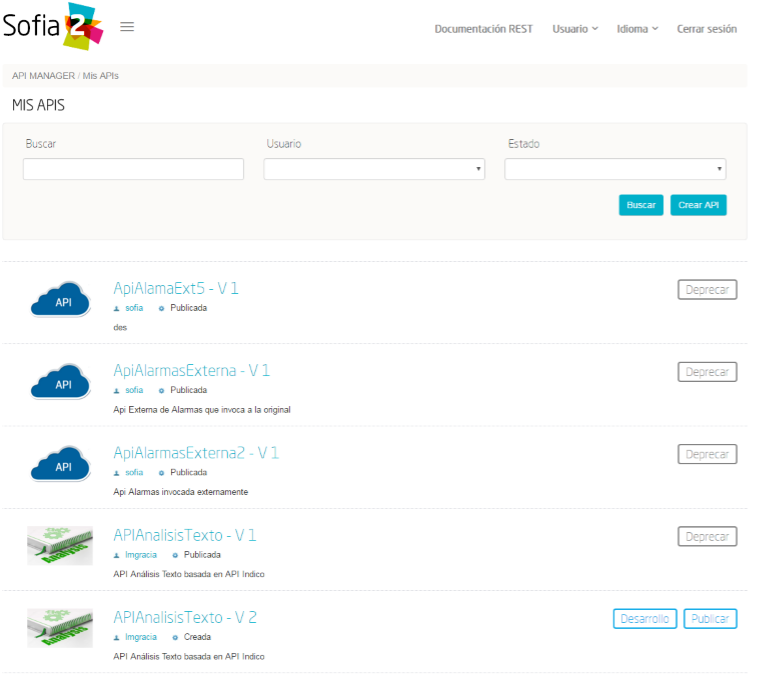 Sofia 2
Documentación REST Usuario Idioma Cerrar sesión
API MANAGER / Mis APIs
MIS APIS
Buscar Usuario Estado
Buscar Crear API
API ApiAlamaExt5 - V 1 Deprecar
sofia Publicada
des
API ApiAlarmasExterna - V 1 Deprecar
sofia Publicada
Api Externa de Alarmas que invoca a la original
API ApiAlarmasExterna2 - V 1 Deprecar
sofia Publicada
Api Alarmas invocada externamente
APIAnalisisTexto - V 1 Deprecar
lmgracia Publicada
API Análisis Texto basada en API Indico
APIAnalisisTexto - V 2 Desarrollo Publicar
lmgracia Creada
API Análisis Texto basada en API Indico